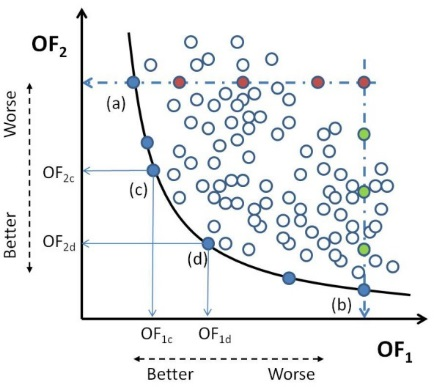 OF2
(a)
Worse
OF2c
(c)
Better
OF2d
(d)
(b)
OF1c OF1d
OF1
Better Worse